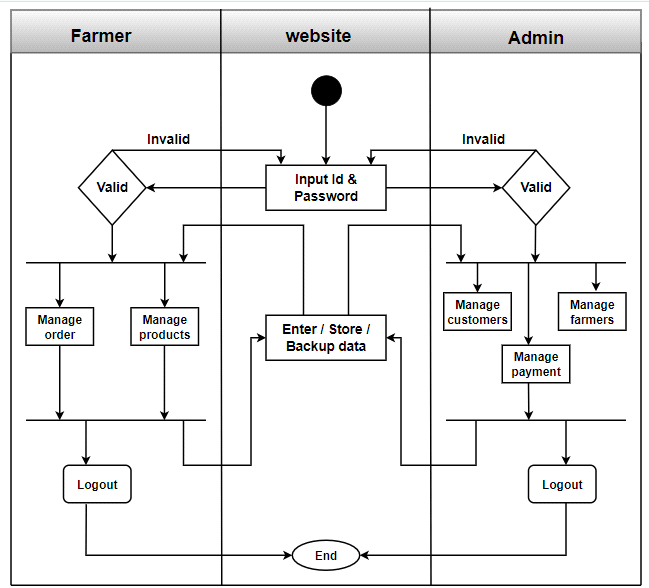 Farmer
website
Admin
Invalid
Invalid
Valid
Input Id &
Password
Valid
Manage
order
Manage
products
Enter / Store /
Backup data
Manage
customers
Manage
farmers
Manage
payment
Logout
Logout
End